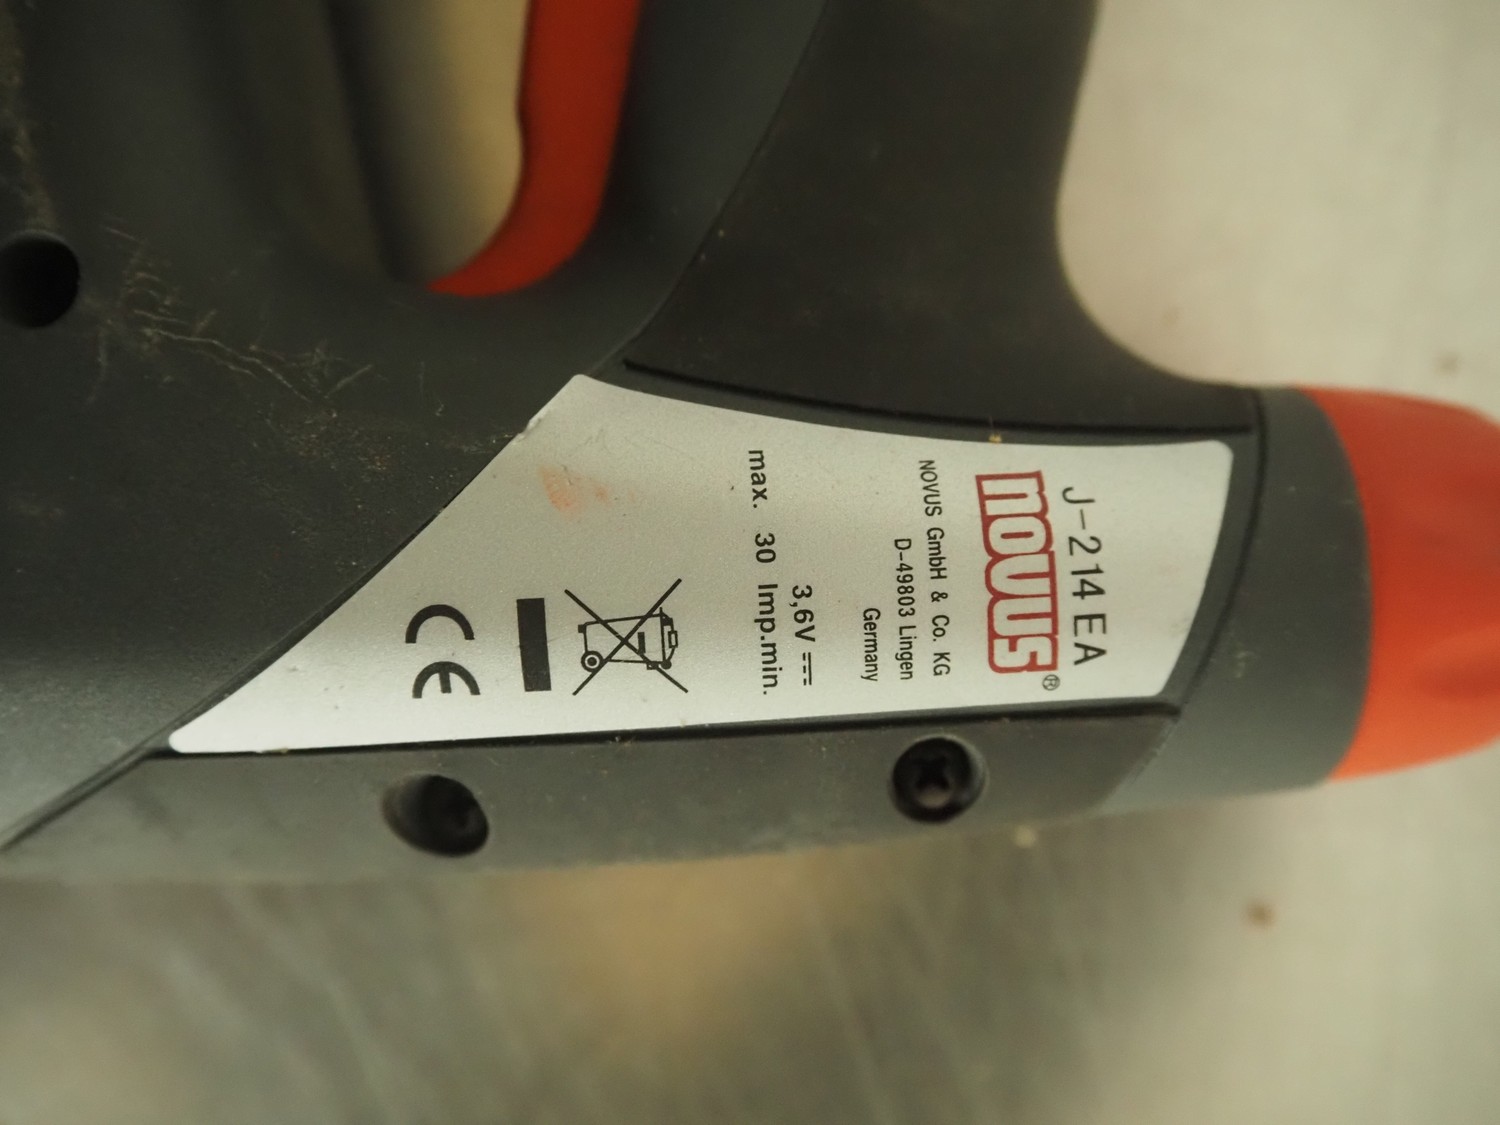 J-214 EA
novus®
NOVUS GmbH & Co. KG
D-49803 Lingen
Germany
3,6V ⎓
max. 30 Imp.min.
CE